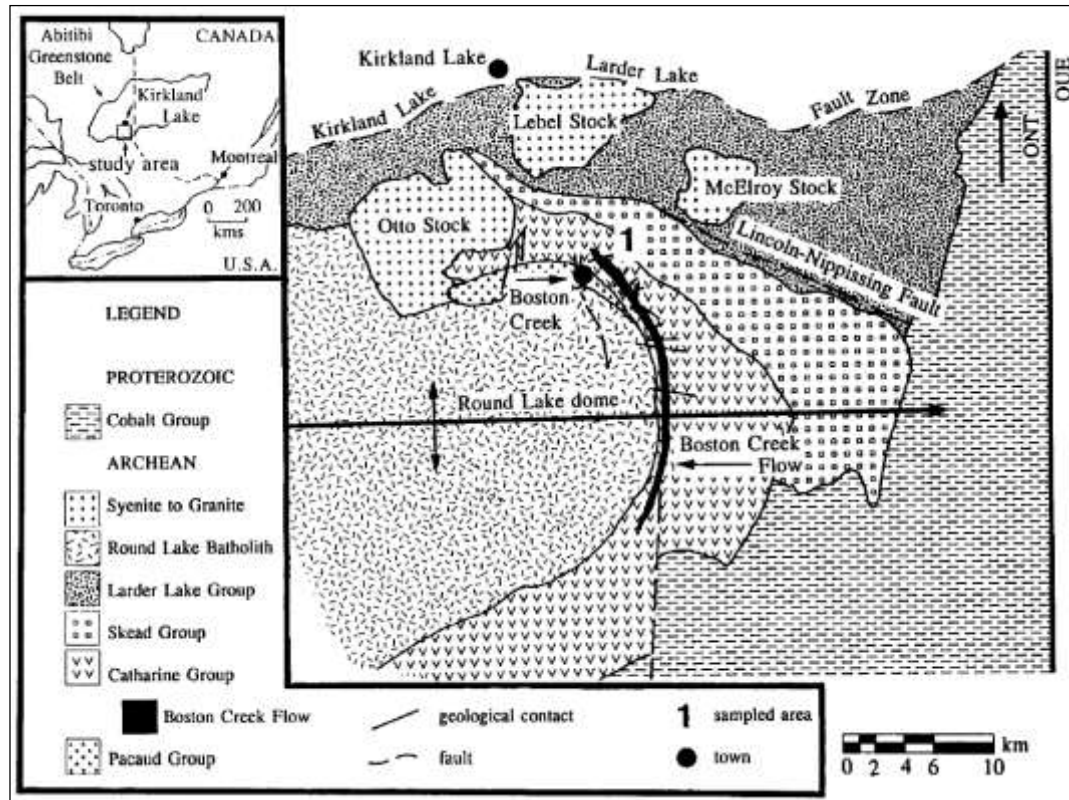 CANADA
Abitibi
Greenstone
Belt
Kirkland
Lake
study area
Montreal
Toronto
0 200
kms
U.S.A.
LEGEND
PROTEROZOIC
Cobalt Group
ARCHEAN
Syenite to Granite
Round Lake Batholith
Larder Lake Group
Skead Group
Catharine Group
Boston Creek Flow
Pacaud Group
geological contact
fault
1 sampled area
town
km
0 2 4 6 10
Kirkland Lake
Larder Lake
Kirkland Lake
Fault Zone
QUE
ONT
Lebel Stock
McElroy Stock
Otto Stock
1
Lincoln-Nippissing Fault
Boston
Creek
Round Lake dome
Boston Creek
Flow